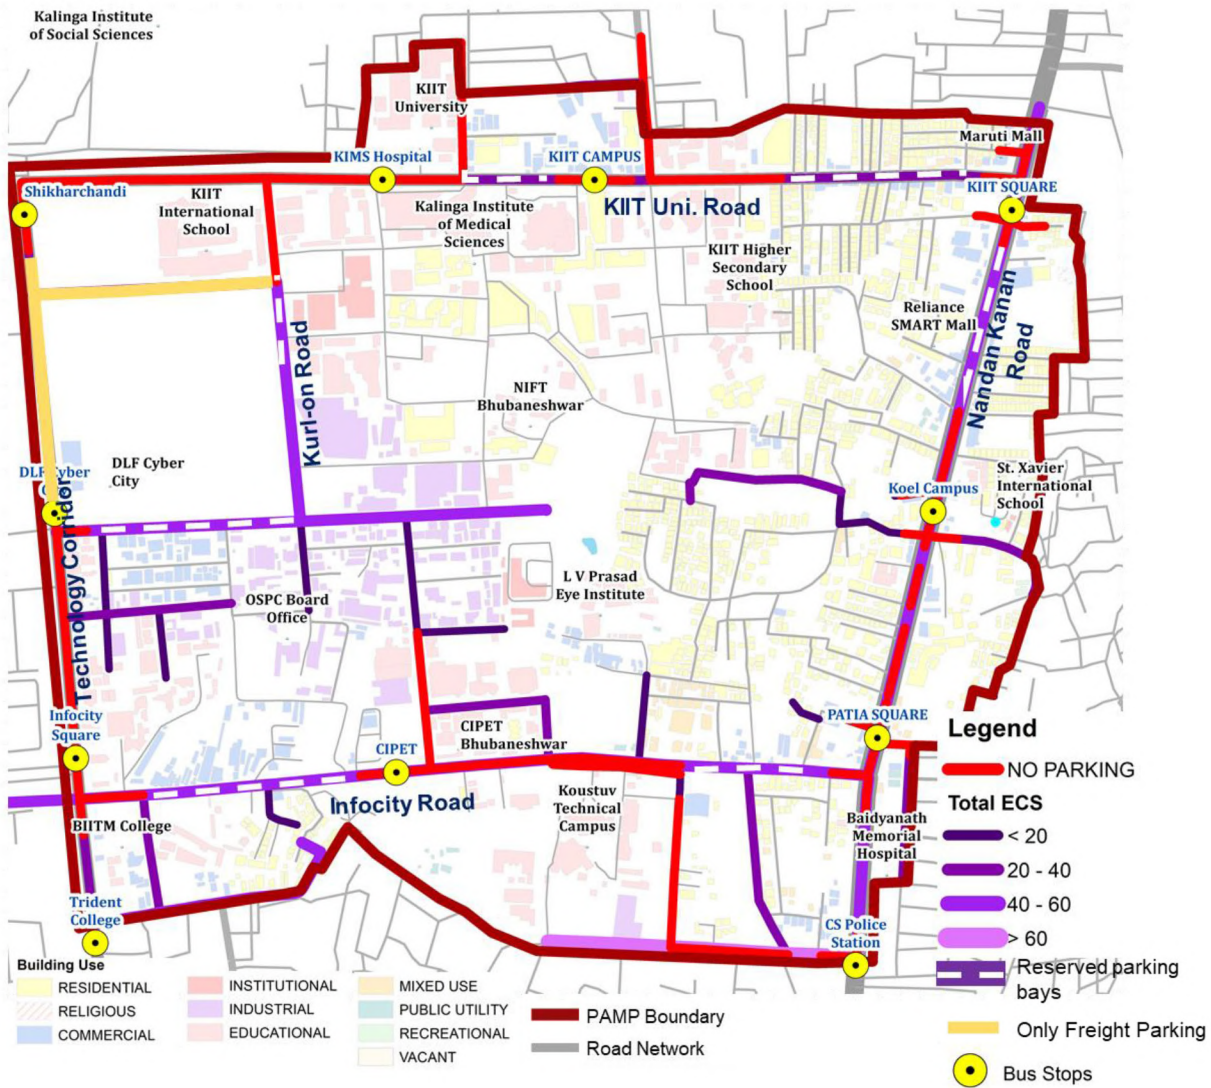 Kalinga Institute
of Social Sciences
KIIT
University
Maruti Mall
KIMS Hospital
KIIT CAMPUS
KIIT SQUARE
Shikharchandi
KIIT
International
School
Kalinga Institute
of Medical
Sciences
KIIT Uni. Road
KIIT Higher
Secondary
School
Reliance
SMART Mall
Nandan Kanan
Road
Kurl-on Road
NIFT
Bhubaneshwar
DLF Cyber
City
DLF Cyber
Technology Corridor
Koel Campus
St. Xavier
International
School
L V Prasad
Eye Institute
OSPC Board
Office
Infocity
Square
CIPET
CIPET
Bhubaneshwar
PATIA SQUARE
Infocity Road
Koustuv
Technical
Campus
BIITM College
Baidyanath
Memorial
Hospital
Trident
College
CS Police
Station
Legend
NO PARKING
Total ECS
< 20
20 - 40
40 - 60
> 60
Reserved parking
bays
Only Freight Parking
Bus Stops
Building Use
RESIDENTIAL
RELIGIOUS
COMMERCIAL
INSTITUTIONAL
INDUSTRIAL
EDUCATIONAL
MIXED USE
PUBLIC UTILITY
RECREATIONAL
VACANT
PAMP Boundary
Road Network